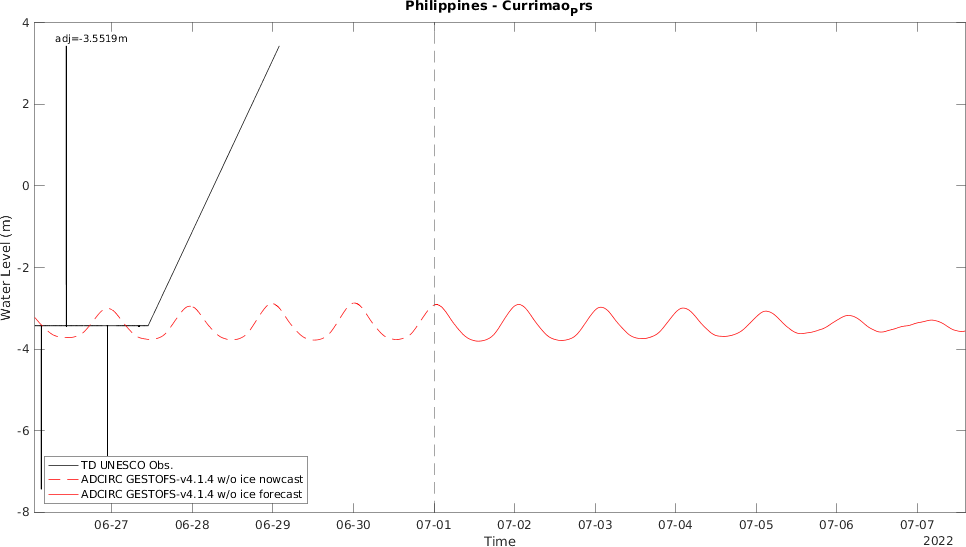 Philippines - Currimaoprs
adj=-3.5519m
4
2
0
-2
-4
-6
-8
Water Level (m)
TD UNESCO Obs.
ADCIRC GESTOFS-v4.1.4 w/o ice nowcast
ADCIRC GESTOFS-v4.1.4 w/o ice forecast
06-27 06-28 06-29 06-30 07-01 07-02 07-03 07-04 07-05 07-06 07-07
Time
2022